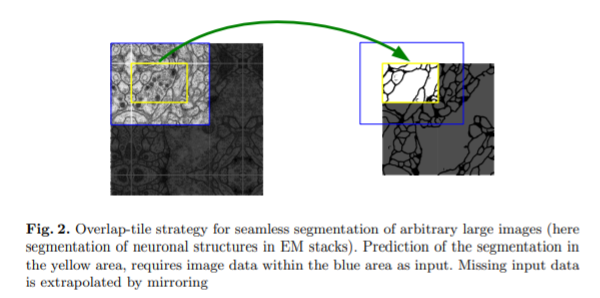 Fig. 2. Overlap-tile strategy for seamless segmentation of arbitrary large images (here
segmentation of neuronal structures in EM stacks). Prediction of the segmentation in
the yellow area, requires image data within the blue area as input. Missing input data
is extrapolated by mirroring